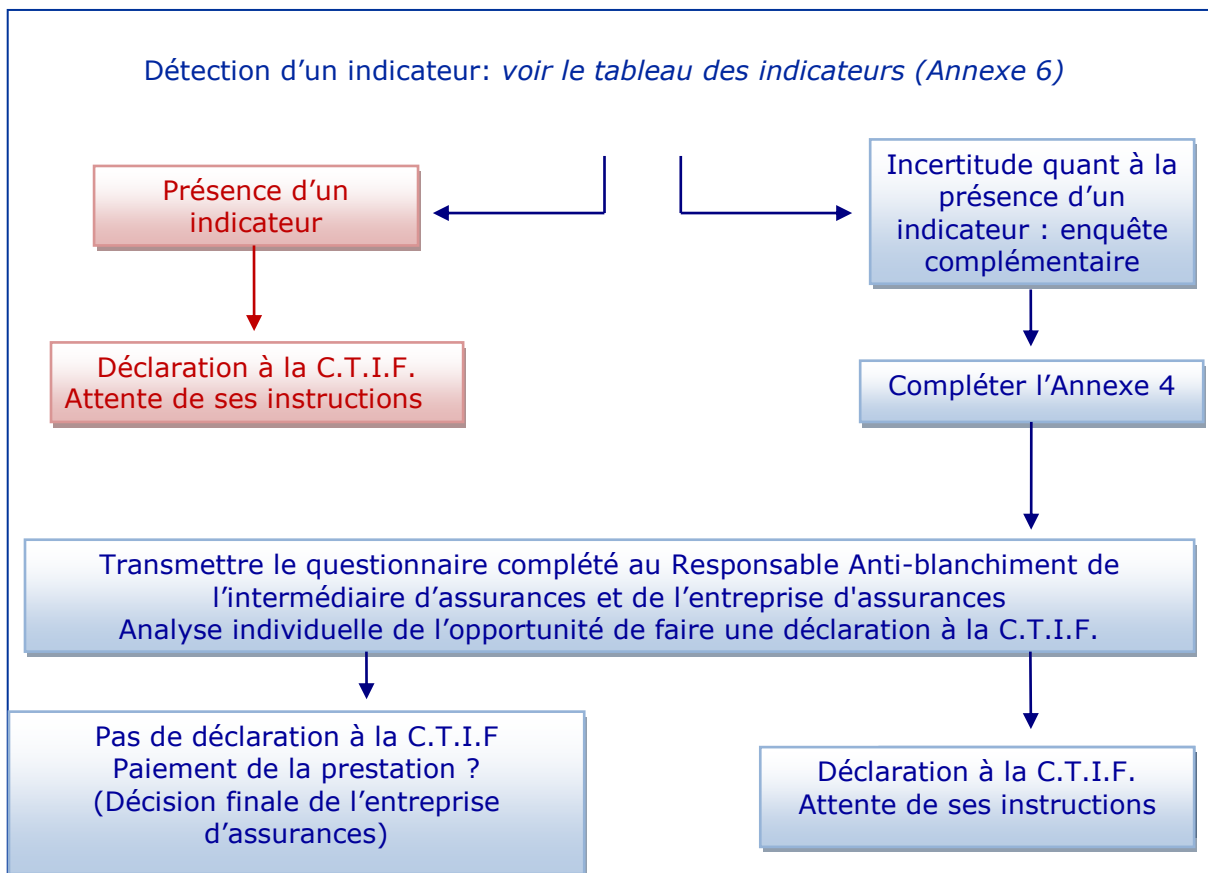 Détection d’un indicateur: voir le tableau des indicateurs (Annexe 6)
Présence d’un
indicateur
Incertitude quant à la
présence d’un
indicateur : enquête
complémentaire
Déclaration à la C.T.I.F.
Attente de ses instructions
Compléter l’Annexe 4
Transmettre le questionnaire complété au Responsable Anti-blanchiment de
l’intermédiaire d’assurances et de l’entreprise d'assurances
Analyse individuelle de l’opportunité de faire une déclaration à la C.T.I.F.
Pas de déclaration à la C.T.I.F
Paiement de la prestation ?
(Décision finale de l’entreprise
d’assurances)
Déclaration à la C.T.I.F.
Attente de ses instructions